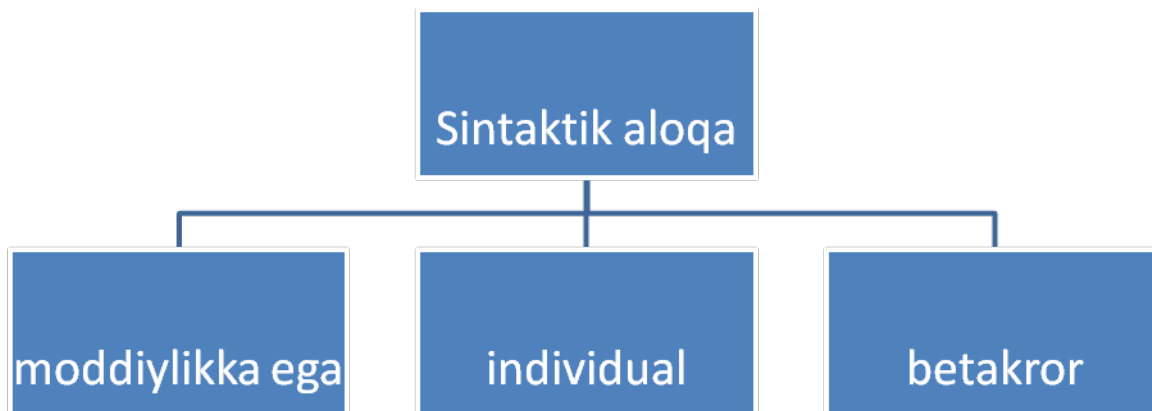 Sintaktik aloqa
moddiylikka ega
individual
betakror